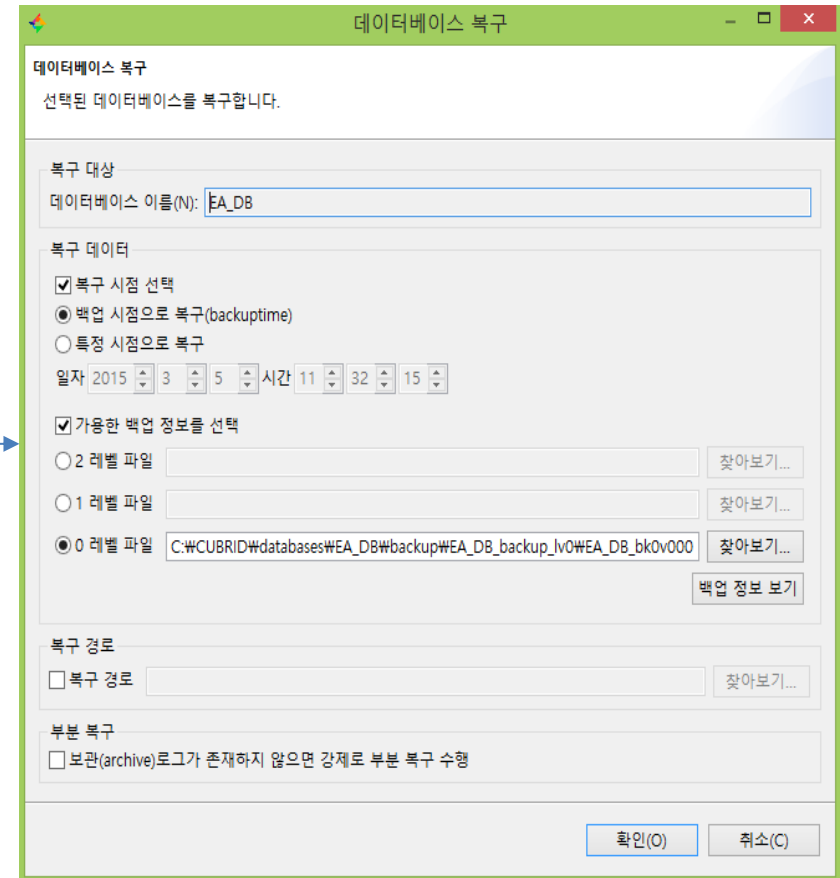 데이터베이스 복구
데이터베이스 복구
선택된 데이터베이스를 복구합니다.
복구 대상
데이터베이스 이름(N): EA_DB
복구 데이터
복구 시점 선택
백업 시점으로 복구(backuptime)
특정 시점으로 복구
일자 2015 3 5 시간 11 32 15
가용한 백업 정보를 선택
2 레벨 파일 찾아보기...
1 레벨 파일 찾아보기...
0 레벨 파일 C:₩CUBRID₩databases₩EA_DB₩backup₩EA_DB_backup_lv0₩EA_DB_bk0v000 찾아보기...
백업 정보 보기
복구 경로
복구 경로 찾아보기...
부분 복구
보관(archive)로그가 존재하지 않으면 강제로 부분 복구 수행
확인(O) 취소(C)